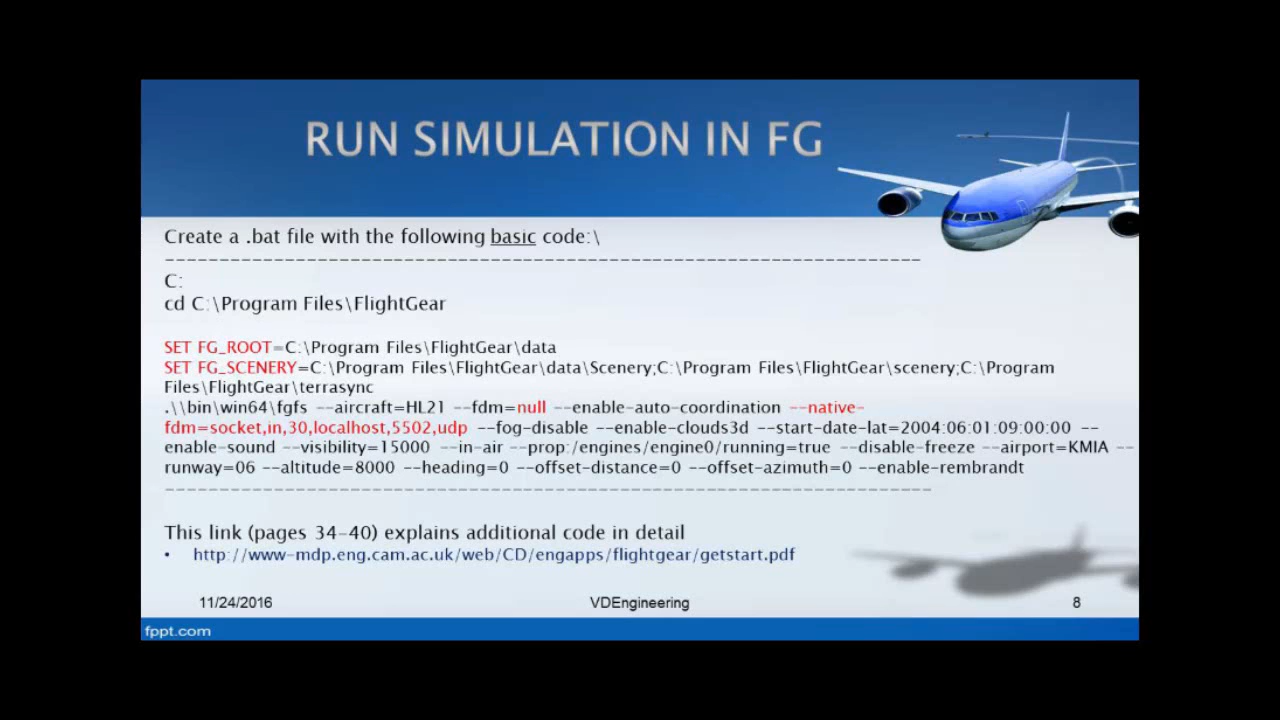 RUN SIMULATION IN FG
Create a .bat file with the following basic code:\
----------------------------------------------------------------------
C:
cd C:\Program Files\FlightGear
SET FG_ROOT=C:\Program Files\FlightGear\data
SET FG_SCENERY=C:\Program Files\FlightGear\data\Scenery;C:\Program Files\FlightGear\scenery;C:\Program
Files\FlightGear\terrasync
.\\bin\win64\fgfs --aircraft=HL21 --fdm=null --enable-auto-coordination --native-
fdm=socket,in,30,localhost,5502,udp --fog-disable --enable-clouds3d --start-date-lat=2004:06:01:09:00:00 --
enable-sound --visibility=15000 --in-air --prop:/engines/engine0/running=true --disable-freeze --airport=KMIA --
runway=06 --altitude=8000 --heading=0 --offset-distance=0 --offset-azimuth=0 --enable-rembrandt
-----------------------------------------------------------------------
This link (pages 34-40) explains additional code in detail
• http://www-mdp.eng.cam.ac.uk/web/CD/engapps/flightgear/getstart.pdf
11/24/2016 VDEngineering 8
fppt.com